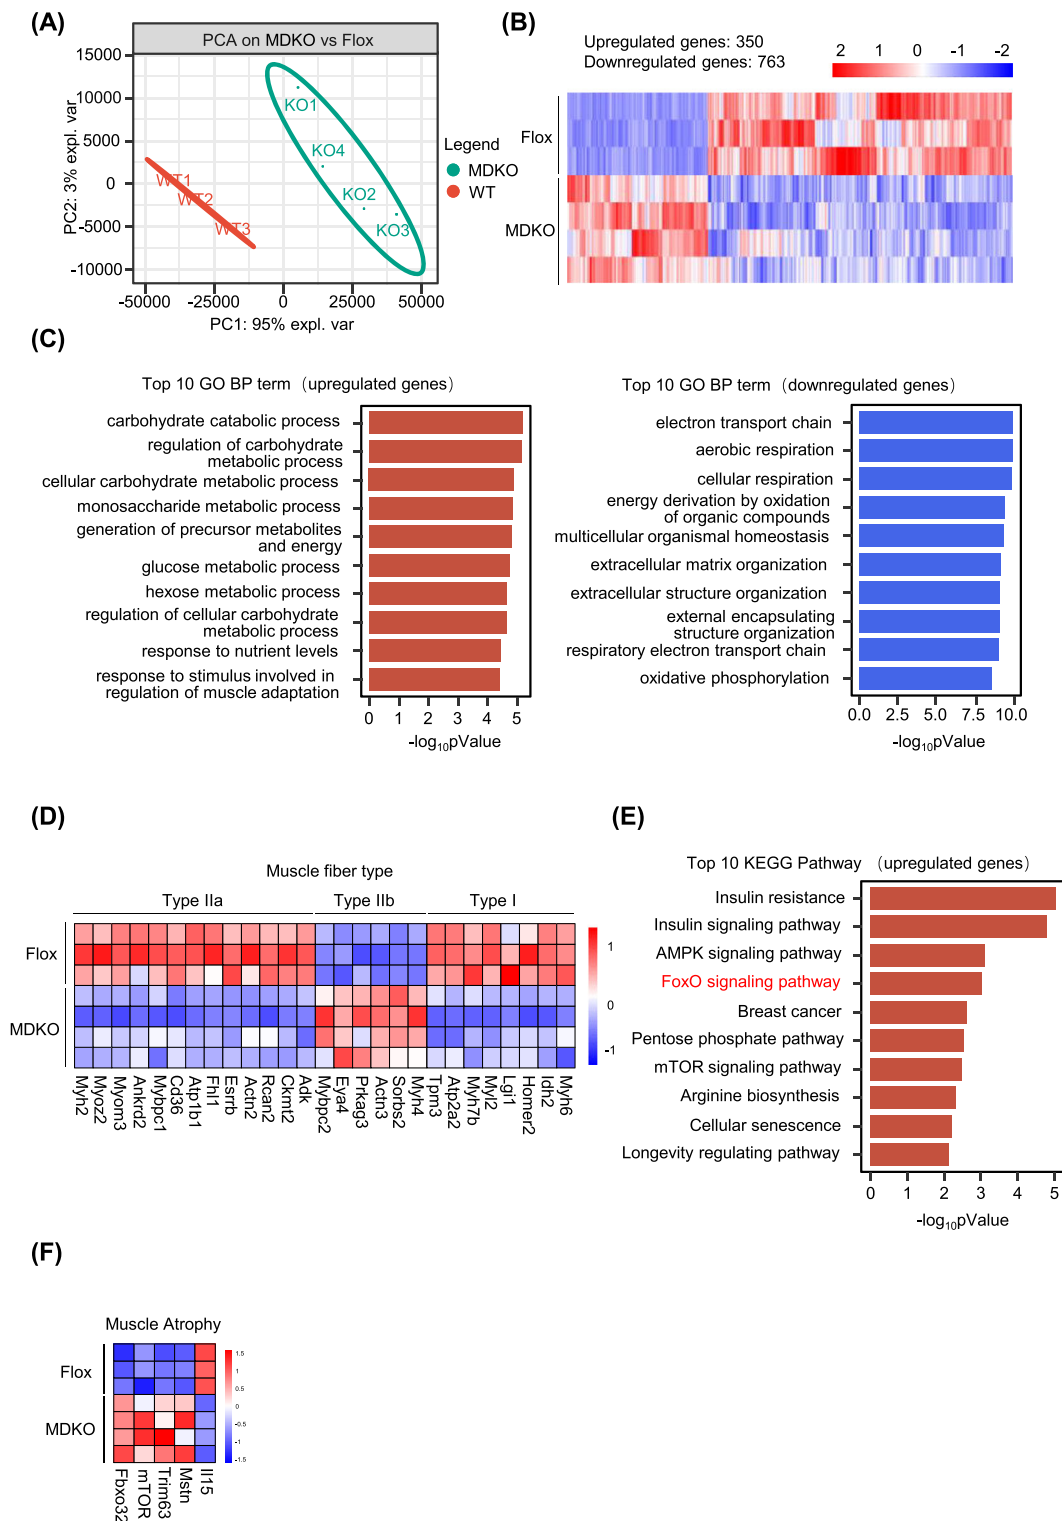 (A)
PCA on MDKO vs Flox
15000
10000
5000
0
-5000
-10000
PC2: 3% expl. var
KO1
KO4
KO2
KO3
WT1
WT2
WT3
-50000 -25000 0 25000 50000
PC1: 95% expl. var
Legend
MDKO
WT
(B)
Upregulated genes: 350
Downregulated genes: 763
2 1 0 -1 -2
Flox
MDKO
(C)
Top 10 GO BP term (upregulated genes)
carbohydrate catabolic process
regulation of carbohydrate
metabolic process
cellular carbohydrate metabolic process
monosaccharide metabolic process
generation of precursor metabolites
and energy
glucose metabolic process
hexose metabolic process
regulation of cellular carbohydrate
metabolic process
response to nutrient levels
response to stimulus involved in
regulation of muscle adaptation
0 1 2 3 4 5
-log₁₀pValue
Top 10 GO BP term (downregulated genes)
electron transport chain
aerobic respiration
cellular respiration
energy derivation by oxidation
of organic compounds
multicellular organismal homeostasis
extracellular matrix organization
extracellular structure organization
external encapsulating
structure organization
respiratory electron transport chain
oxidative phosphorylation
0.0 2.5 5.0 7.5 10.0
-log₁₀pValue
(D)
Muscle fiber type
Type IIa Type IIb Type I
Flox
MDKO
1
0
-1
Myh2
Myoz2
Myom3
Ankrd2
Mybpc1
Cd36
Atp1b1
Fhl1
Esrrb
Actn2
Rcan2
Ckmt2
Adk
Mybpc2
Eya4
Prkag3
Actn3
Sorbs2
Myh4
Tpm3
Atp2a2
Myh7b
Myl2
Lgi1
Homer2
Idh2
Myh6
(E)
Top 10 KEGG Pathway (upregulated genes)
Insulin resistance
Insulin signaling pathway
AMPK signaling pathway
FoxO signaling pathway
Breast cancer
Pentose phosphate pathway
mTOR signaling pathway
Arginine biosynthesis
Cellular senescence
Longevity regulating pathway
0 1 2 3 4 5
-log₁₀pValue
(F)
Muscle Atrophy
Flox
MDKO
1.5
1
0.5
0
-0.5
-1
-1.5
Fbxo32
mTOR
Trim63
Mstn
Il15